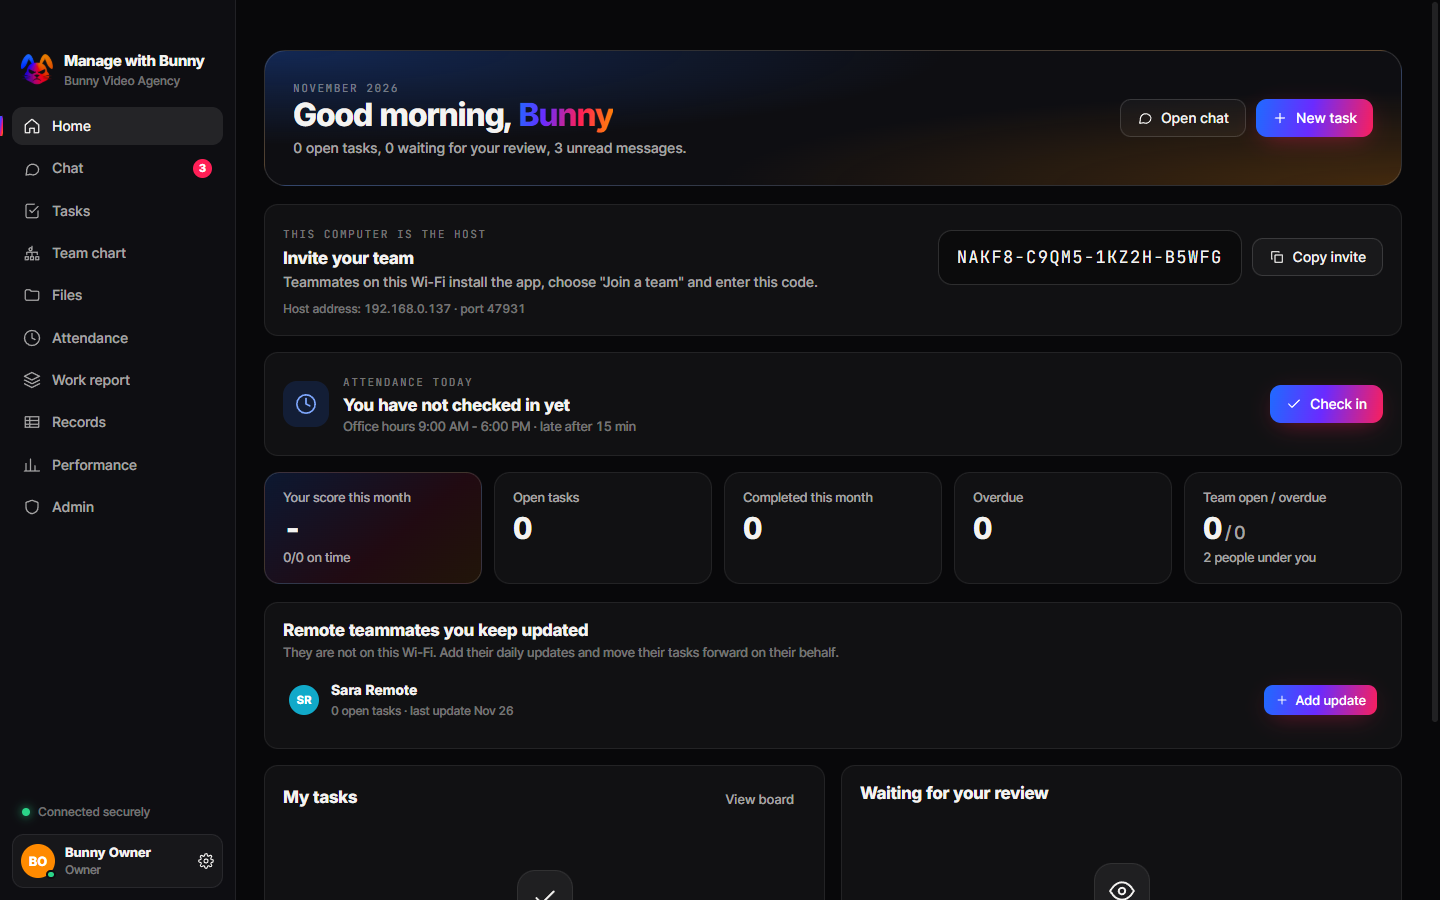 Manage with Bunny
Bunny Video Agency
Home
Chat
3
Tasks
Team chart
Files
Attendance
Work report
Records
Performance
Admin
Connected securely
BO
Bunny Owner
Owner
NOVEMBER 2026
Good morning, Bunny
0 open tasks, 0 waiting for your review, 3 unread messages.
Open chat
New task
THIS COMPUTER IS THE HOST
Invite your team
Teammates on this Wi-Fi install the app, choose "Join a team" and enter this code.
Host address: 192.168.0.137 · port 47931
NAKF8-C9QM5-1KZ2H-B5WFG
Copy invite
ATTENDANCE TODAY
You have not checked in yet
Office hours 9:00 AM - 6:00 PM · late after 15 min
Check in
Your score this month
-
0/0 on time
Open tasks
0
Completed this month
0
Overdue
0
Team open / overdue
0 / 0
2 people under you
Remote teammates you keep updated
They are not on this Wi-Fi. Add their daily updates and move their tasks forward on their behalf.
SR
Sara Remote
0 open tasks · last update Nov 26
Add update
My tasks
View board
Waiting for your review